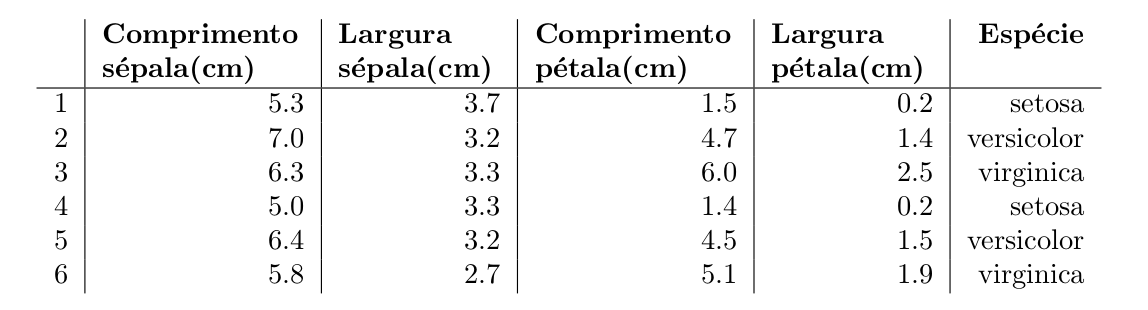 Comprimento Largura Comprimento Largura Espécie
sépala(cm) sépala(cm) pétala(cm) pétala(cm)
1 5.3 3.7 1.5 0.2 setosa
2 7.0 3.2 4.7 1.4 versicolor
3 6.3 3.3 6.0 2.5 virginica
4 5.0 3.3 1.4 0.2 setosa
5 6.4 3.2 4.5 1.5 versicolor
6 5.8 2.7 5.1 1.9 virginica